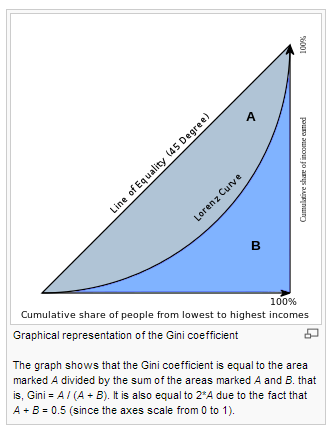 100%
Cumulative share of income earned
A
Line of Equality (45 Degree)
Lorenz Curve
B
100%
Cumulative share of people from lowest to highest incomes
Graphical representation of the Gini coefficient
The graph shows that the Gini coefficient is equal to the area
marked A divided by the sum of the areas marked A and B. that
is, Gini = A / (A + B). It is also equal to 2*A due to the fact that
A + B = 0.5 (since the axes scale from 0 to 1).